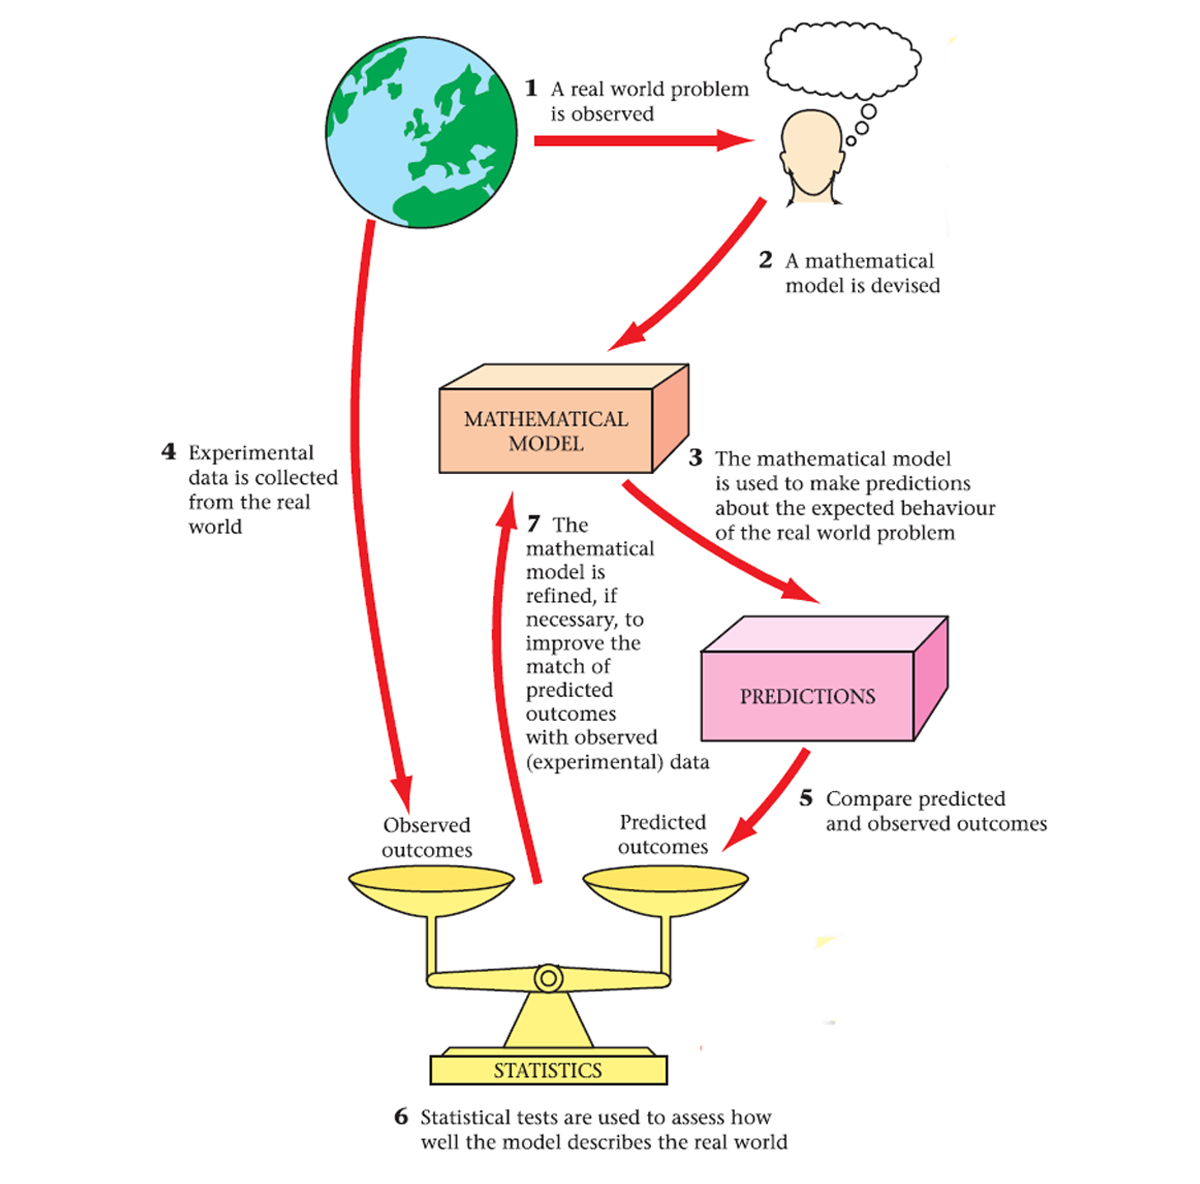 1 A real world problem
is observed
2 A mathematical
model is devised
MATHEMATICAL
MODEL
3 The mathematical model
is used to make predictions
about the expected behaviour
of the real world problem
4 Experimental
data is collected
from the real
world
7 The
mathematical
model is
refined, if
necessary, to
improve the
match of
predicted
outcomes
with observed
(experimental) data
PREDICTIONS
5 Compare predicted
and observed outcomes
Observed
outcomes
Predicted
outcomes
STATISTICS
6 Statistical tests are used to assess how
well the model describes the real world